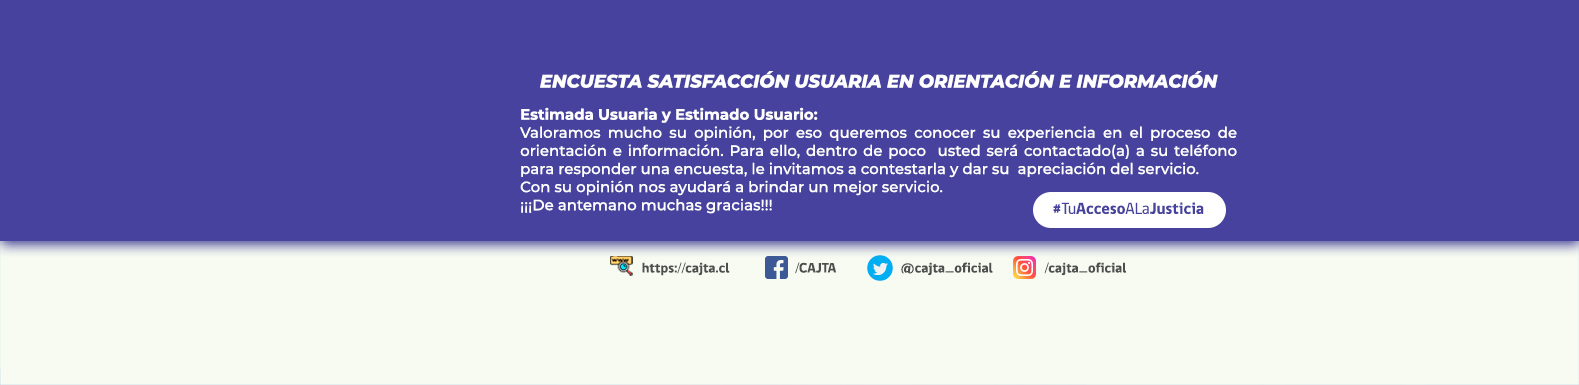 ENCUESTA SATISFACCIÓN USUARIA EN ORIENTACIÓN E INFORMACIÓN
Estimada Usuaria y Estimado Usuario:
Valoramos mucho su opinión, por eso queremos conocer su experiencia en el proceso de
orientación e información. Para ello, dentro de poco usted será contactado(a) a su teléfono
para responder una encuesta, le invitamos a contestarla y dar su apreciación del servicio.
Con su opinión nos ayudará a brindar un mejor servicio.
¡¡¡De antemano muchas gracias!!!
#TuAccesoALaJusticia
www https://cajta.cl /CAJTA @cajta_oficial /cajta_oficial